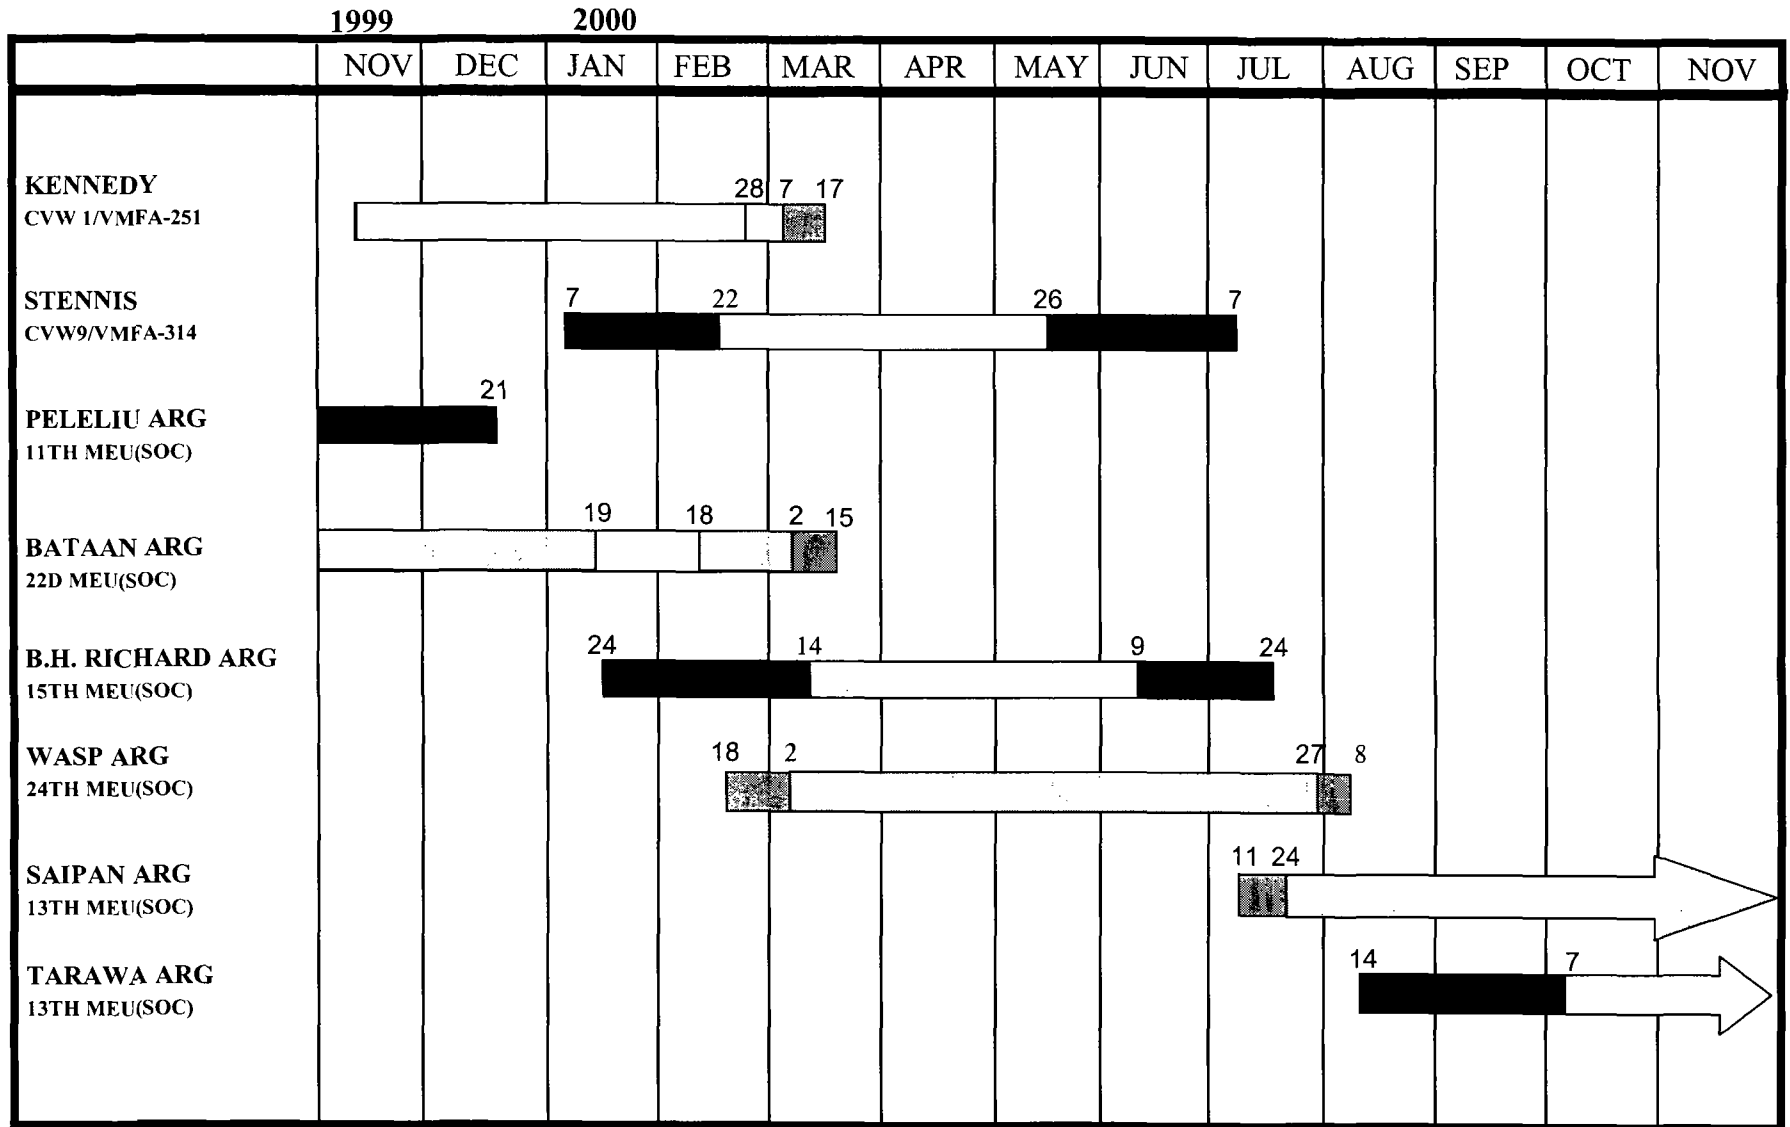 1999 2000
NOV DEC JAN FEB MAR APR MAY JUN JUL AUG SEP OCT NOV
KENNEDY
CVW 1/VMFA-251
28 7 17
STENNIS
CVW9/VMFA-314
7 22 26 7
PELELIU ARG
11TH MEU(SOC)
21
BATAAN ARG
22D MEU(SOC)
19 18 2 15
B.H. RICHARD ARG
15TH MEU(SOC)
24 14 9 24
WASP ARG
24TH MEU(SOC)
18 2 27 8
SAIPAN ARG
13TH MEU(SOC)
11 24
TARAWA ARG
13TH MEU(SOC)
14 7